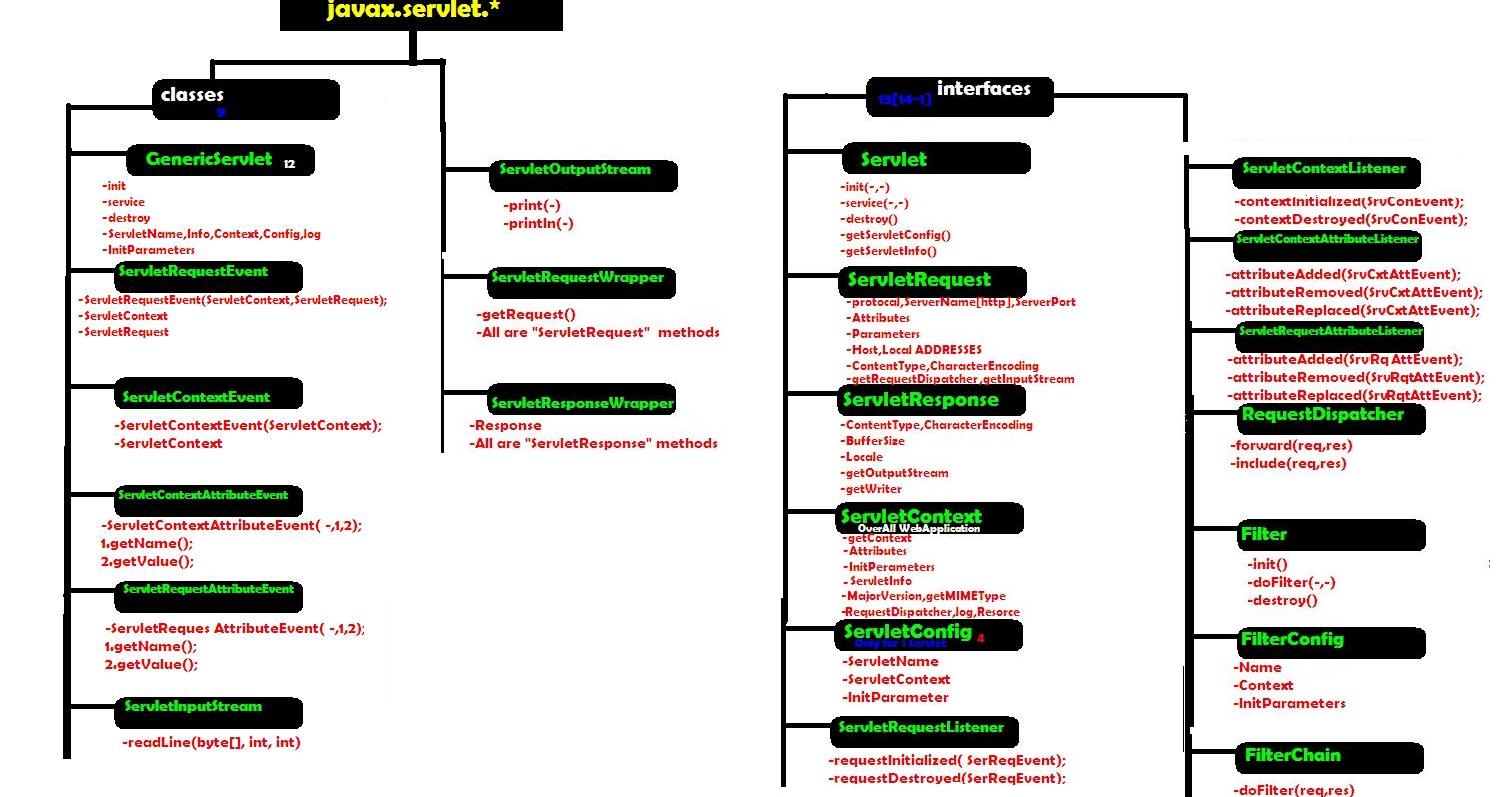 javax.servlet.*
classes
9
GenericServlet 12
-init
-service
-destroy
-ServletName,Info,Context,Config,log
-InitParameters
ServletRequestEvent
-ServletRequestEvent(ServletContext,ServletRequest);
-ServletContext
-ServletRequest
ServletContextEvent
-ServletContextEvent(ServletContext);
-ServletContext
ServletContextAttributeEvent
-ServletContextAttributeEvent( -,1,2);
1.getName();
2.getValue();
ServletRequestAttributeEvent
-ServletReques AttributeEvent( -,1,2);
1.getName();
2.getValue();
ServletInputStream
-readLine(byte[], int, int)
ServletOutputStream
-print(-)
-println(-)
ServletRequestWrapper
-getRequest()
-All are "ServletRequest" methods
ServletResponseWrapper
-Response
-All are "ServletResponse" methods
13[14-1] interfaces
Servlet
-init(-,-)
-service(-,-)
-destroy()
-getServletConfig()
-getServletInfo()
ServletRequest
-protocal,ServerName[http],ServerPort
-Attributes
-Parameters
-Host,Local ADDRESSES
-ContentType,CharacterEncoding
-getRequestDispatcher,getInputStream
ServletResponse
-ContentType,CharacterEncoding
-BufferSize
-Locale
-getOutputStream
-getWriter
ServletContext
OverAll WebApplication
-getContext
-Attributes
-InitPerameters
-ServletInfo
-MajorVersion,getMIMEType
-RequestDispatcher,log,Resorce
ServletConfig 4
Only for 1 Servlet
-ServletName
-ServletContext
-InitParameter
ServletRequestListener
-requestInitialized( SerReqEvent);
-requestDestroyed(SerReqEvent);
ServletContextListener
-contextInitialized(SrvConEvent);
-contextDestroyed(SrvConEvent);
ServletContextAttributeListener
-attributeAdded(SrvCxtAttEvent);
-attributeRemoved(SrvCxtAttEvent);
-attributeReplaced(SrvCxtAttEvent);
ServletRequestAttributeListener
-attributeAdded(SrvRq AttEvent);
-attributeRemoved(SrvRqtAttEvent);
-attributeReplaced(SrvRqtAttEvent);
RequestDispatcher
-forward(req,res)
-include(req,res)
Filter
-init()
-doFilter(-,-)
-destroy()
FilterConfig
-Name
-Context
-InitParameters
FilterChain
-doFilter(req,res)